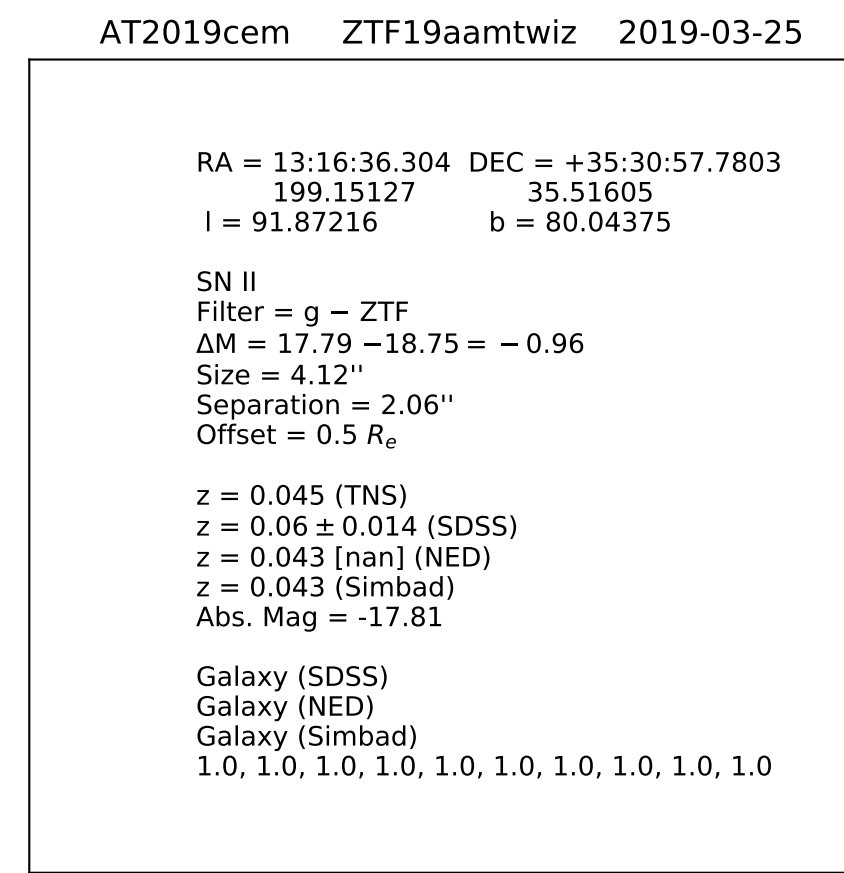 AT2019cem ZTF19aamtwiz 2019-03-25
RA = 13:16:36.304 DEC = +35:30:57.7803
199.15127 35.51605
l = 91.87216 b = 80.04375
SN II
Filter = g − ZTF
ΔM = 17.79 −18.75 = − 0.96
Size = 4.12''
Separation = 2.06''
Offset = 0.5 Rₑ
z = 0.045 (TNS)
z = 0.06 ± 0.014 (SDSS)
z = 0.043 [nan] (NED)
z = 0.043 (Simbad)
Abs. Mag = -17.81
Galaxy (SDSS)
Galaxy (NED)
Galaxy (Simbad)
1.0, 1.0, 1.0, 1.0, 1.0, 1.0, 1.0, 1.0, 1.0, 1.0